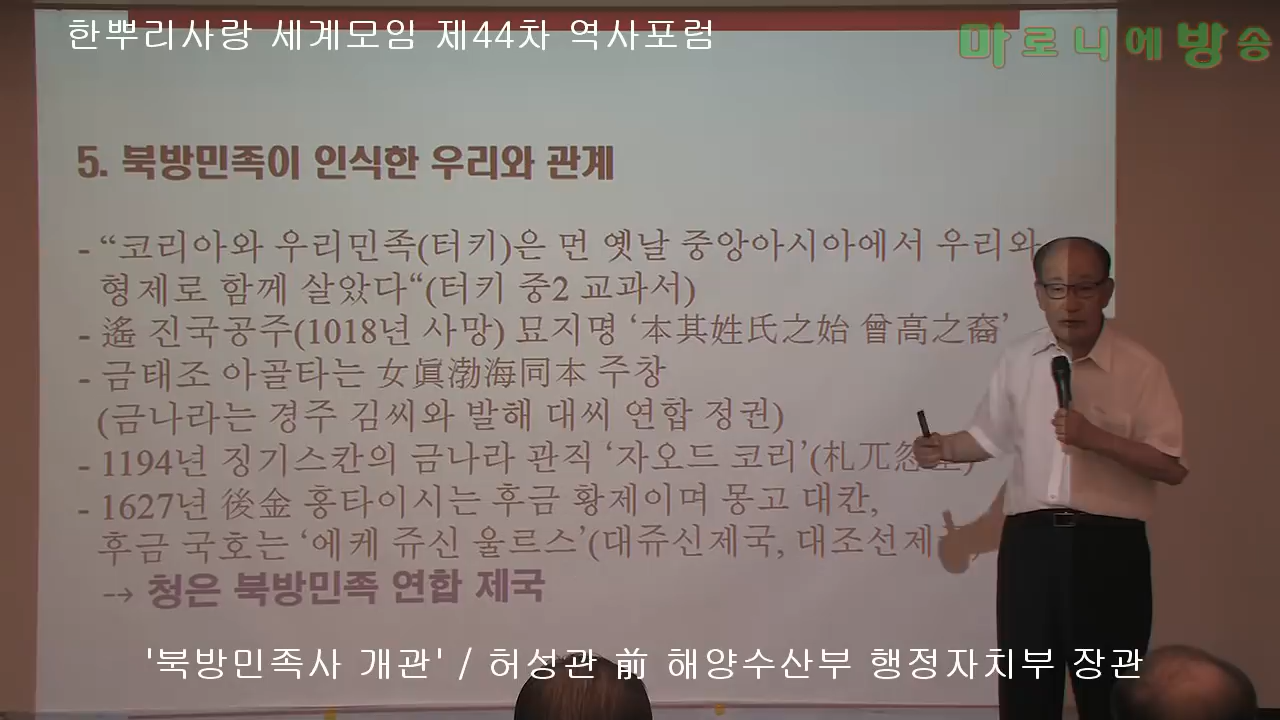 한뿌리사랑 세계모임 제44차 역사포럼
마로니에방송
5. 북방민족이 인식한 우리와 관계
- “코리아와 우리민족(터키)은 먼 옛날 중앙아시아에서 우리와
형제로 함께 살았다“(터키 중2 교과서)
- 遙 진국공주(1018년 사망) 묘지명 ‘本其姓氏之始 曾高之裔’
- 금태조 아골타는 女眞渤海同本 주창
(금나라는 경주 김씨와 발해 대씨 연합 정권)
- 1194년 징기스칸의 금나라 관직 ‘자오드 코리’(札兀忽
- 1627년 後金 홍타이시는 후금 황제이며 몽고 대칸,
후금 국호는 ‘에케 쥬신 울르스’(대쥬신제국, 대조선제
→ 청은 북방민족 연합 제국
'북방민족사 개관' / 허성관 前 해양수산부 행정자치부 장관